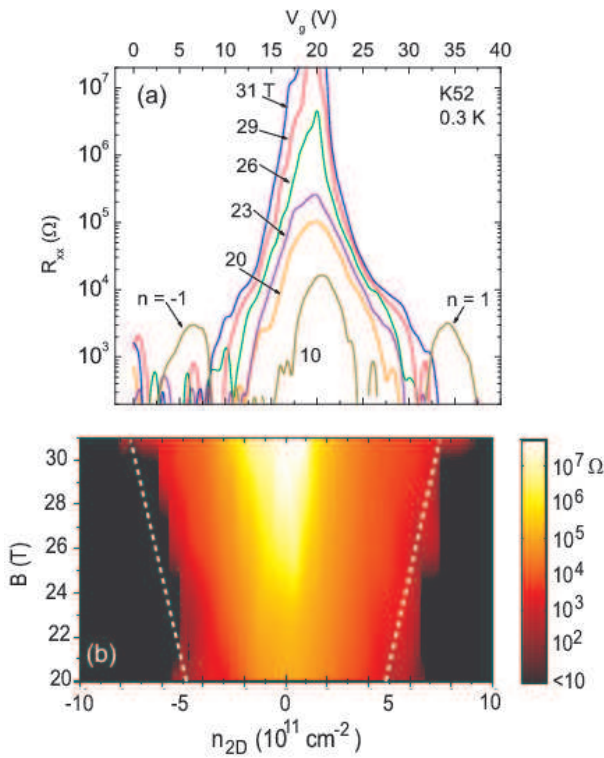 V_g (V)
0 5 10 15 20 25 30 35 40
(a)
K52
0.3 K
31 T
29
26
23
20
10
n = -1
n = 1
10^7
10^6
10^5
10^4
10^3
R_xx (Ω)
30
28
26
24
22
20
B (T)
(b)
-10 -5 0 5 10
n_2D (10^11 cm^-2)
10^7 Ω
10^6
10^5
10^4
10^3
10^2
<10